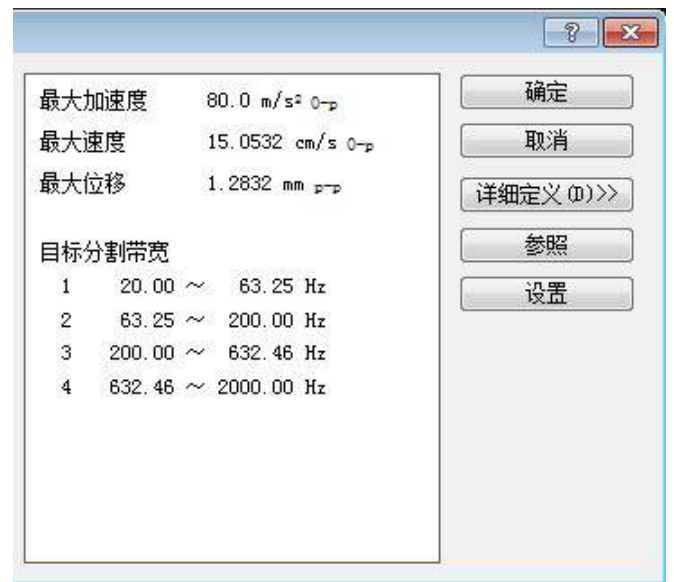 ?
最大加速度 80.0 m/s² 0-p
最大速度 15.0532 cm/s 0-p
最大位移 1.2832 mm p-p
目标分割带宽
1 20.00 ～ 63.25 Hz
2 63.25 ～ 200.00 Hz
3 200.00 ～ 632.46 Hz
4 632.46 ～ 2000.00 Hz
确定
取消
详细定义(D)>>
参照
设置